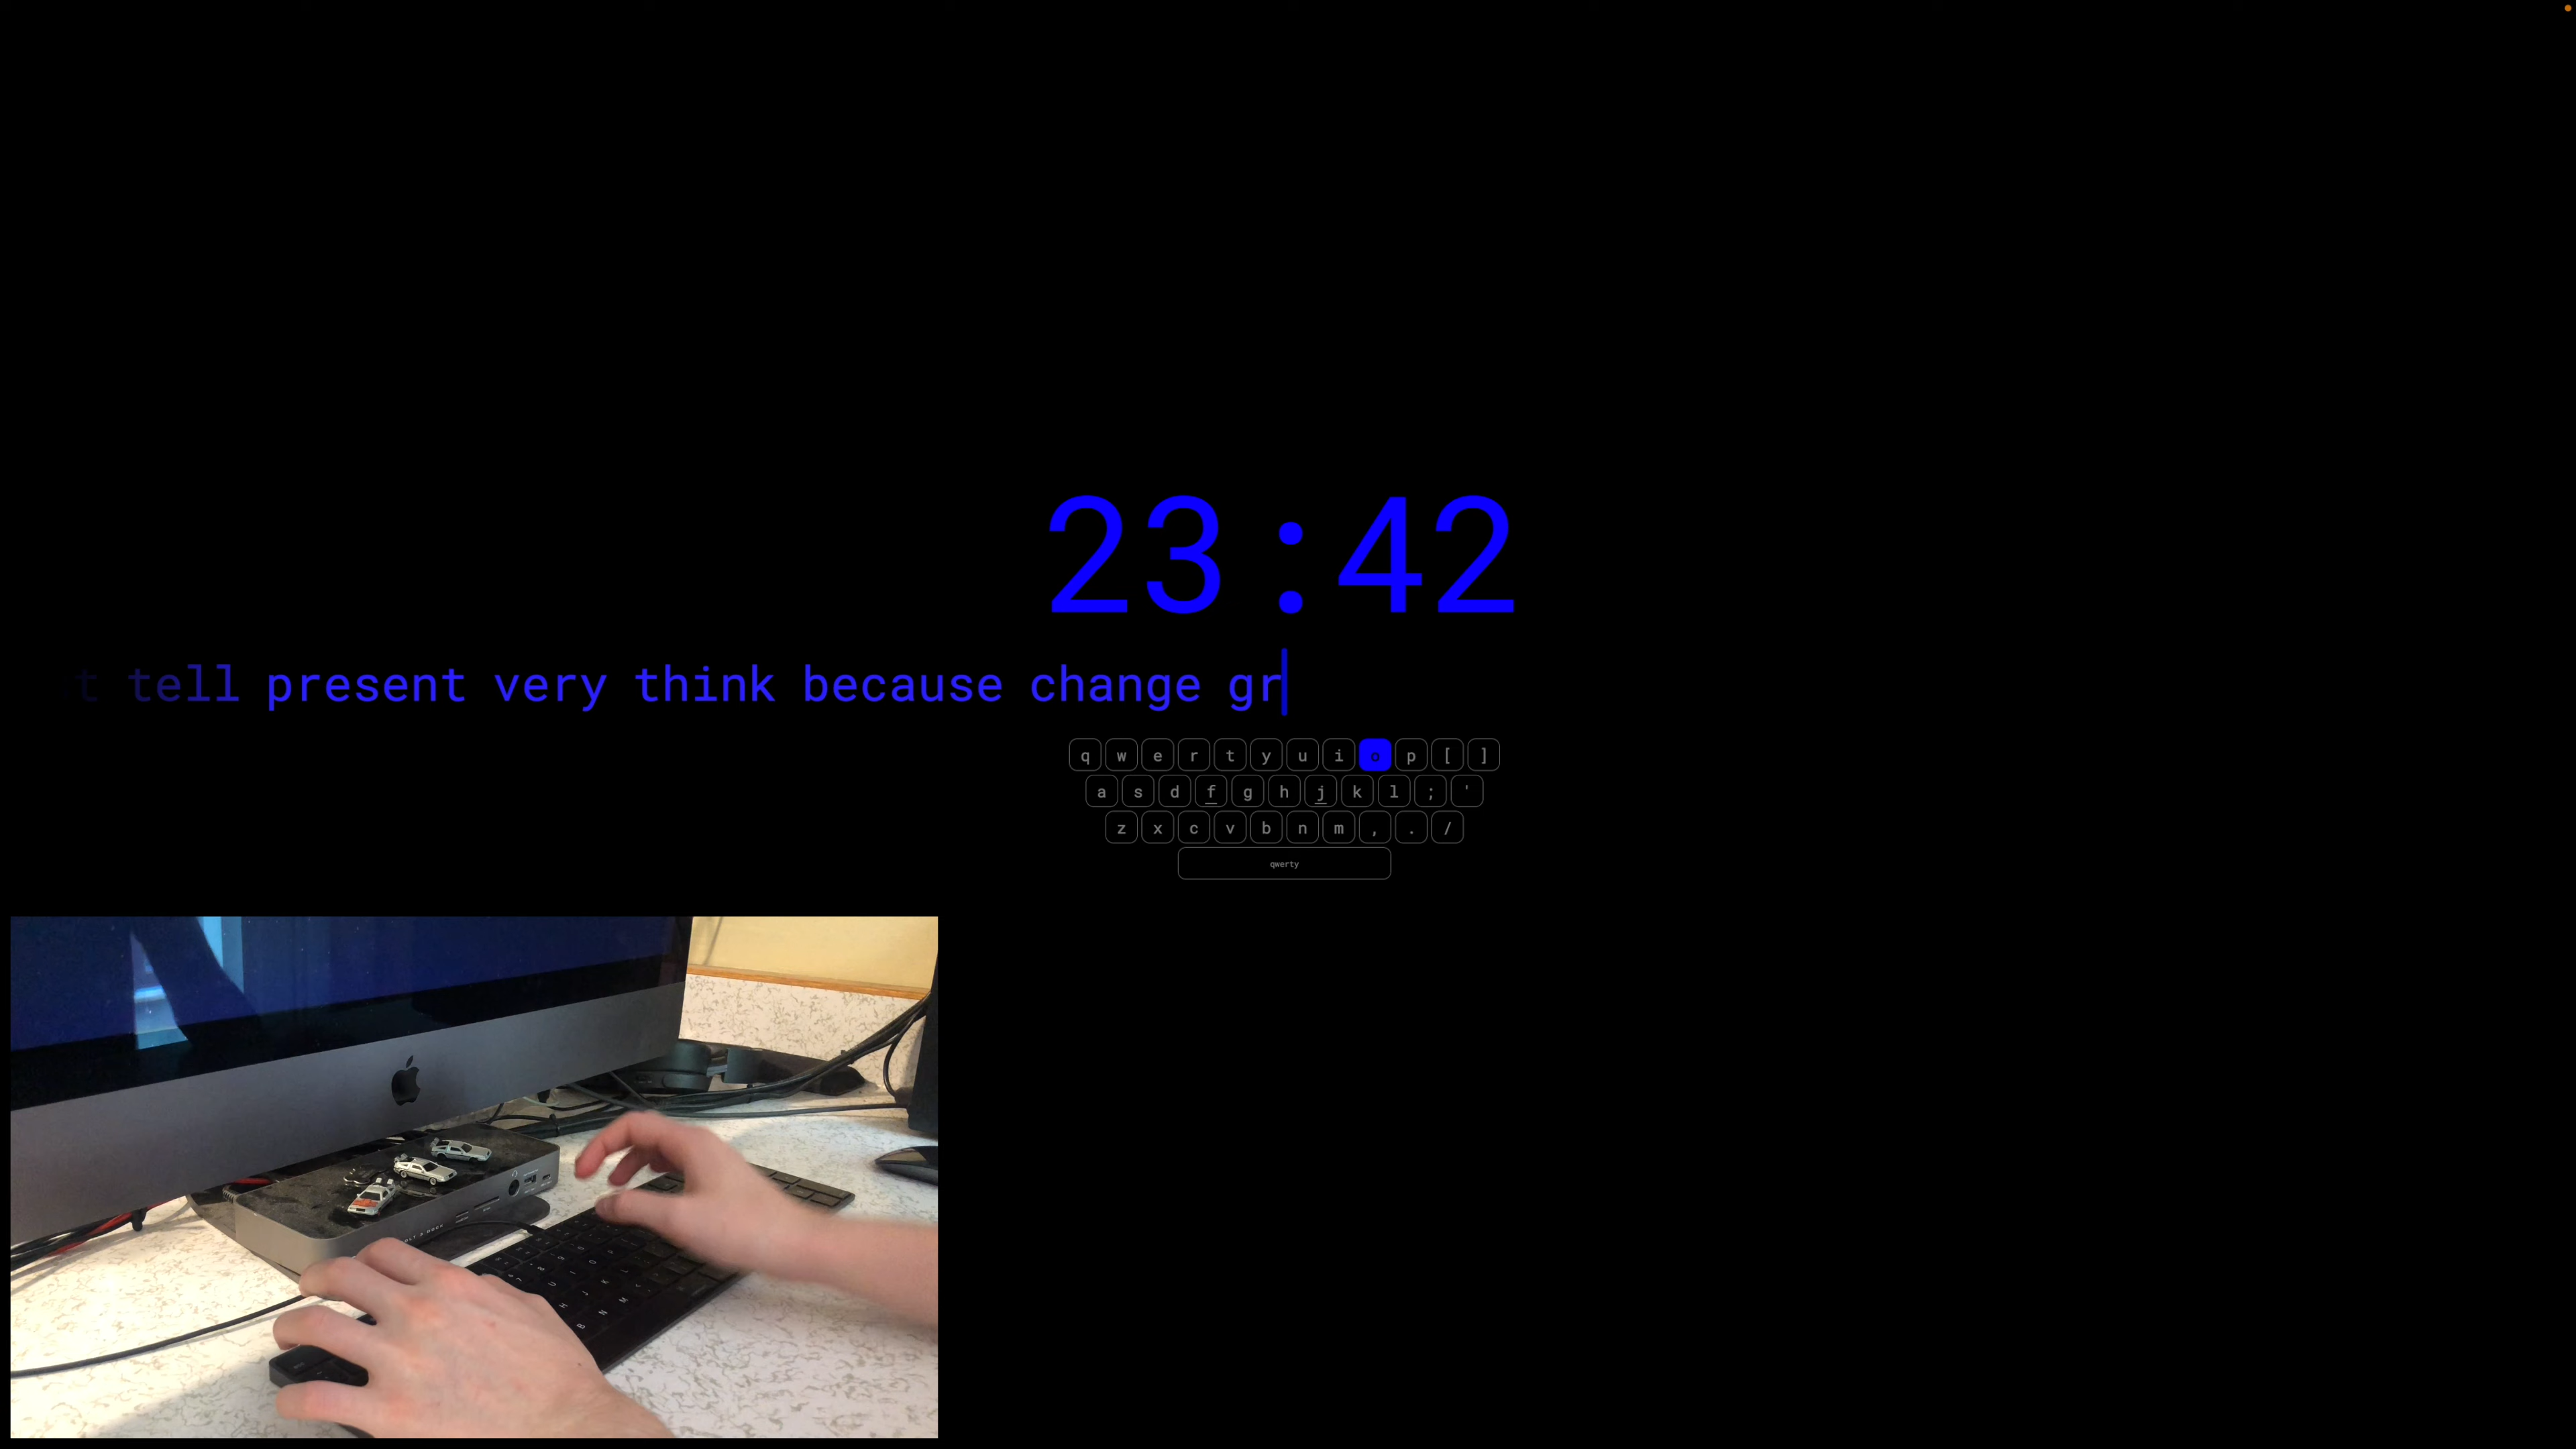 23:42
t tell present very think because change gr
q w e r t y u i o p [ ]
a s d f g h j k l ; '
z x c v b n m , . /
qwerty